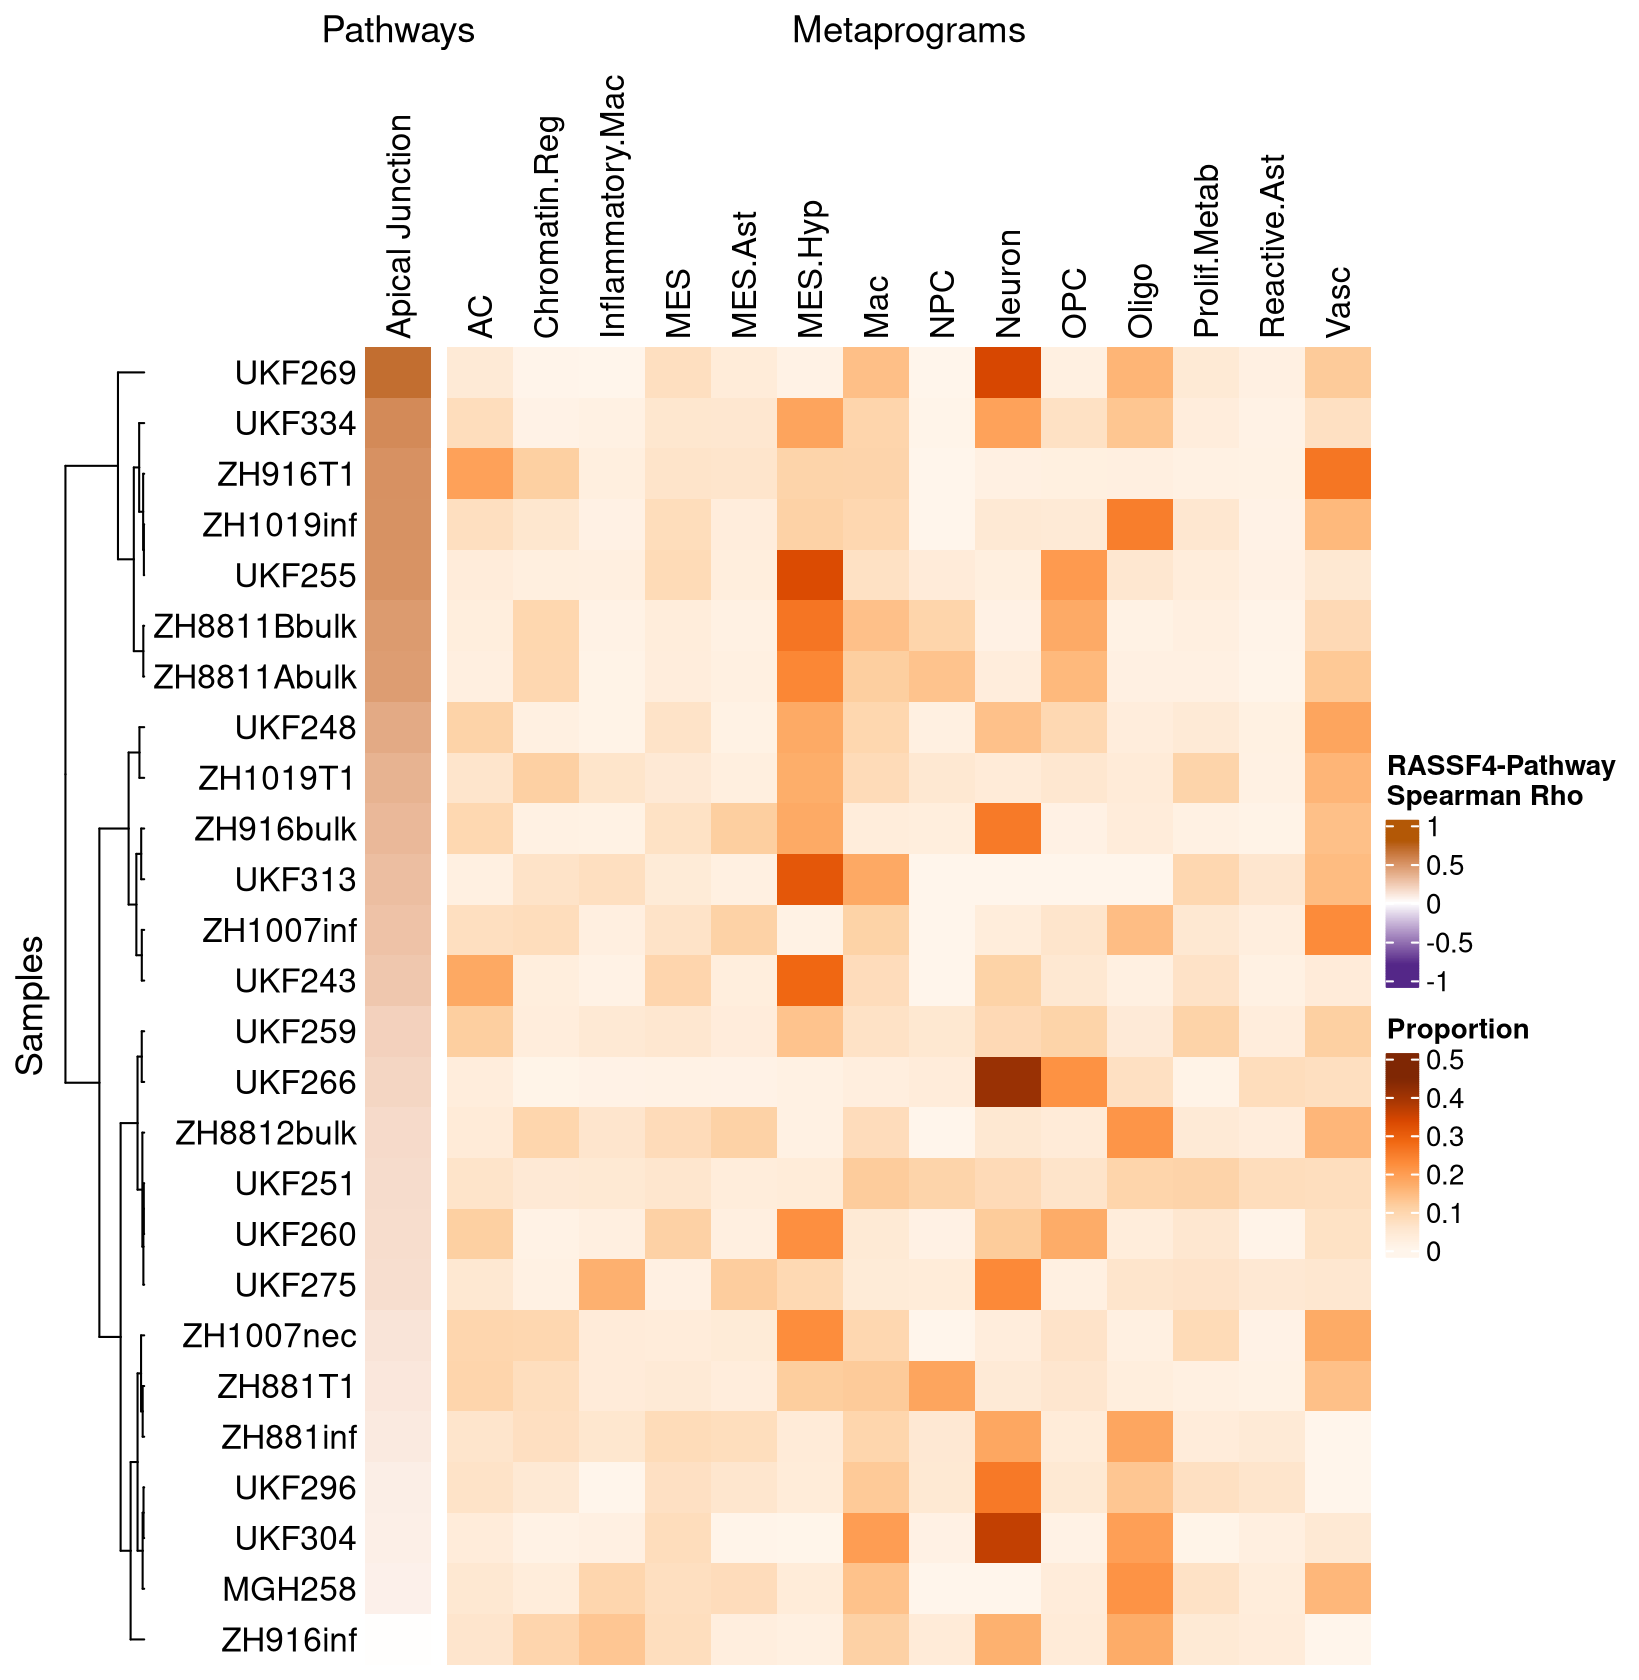 Pathways
Metaprograms
Apical Junction
AC
Chromatin.Reg
Inflammatory.Mac
MES
MES.Ast
MES.Hyp
Mac
NPC
Neuron
OPC
Oligo
Prolif.Metab
Reactive.Ast
Vasc
Samples
UKF269
UKF334
ZH916T1
ZH1019inf
UKF255
ZH8811Bbulk
ZH8811Abulk
UKF248
ZH1019T1
ZH916bulk
UKF313
ZH1007inf
UKF243
UKF259
UKF266
ZH8812bulk
UKF251
UKF260
UKF275
ZH1007nec
ZH881T1
ZH881inf
UKF296
UKF304
MGH258
ZH916inf
RASSF4-Pathway
Spearman Rho
1
0.5
0
-0.5
-1
Proportion
0.5
0.4
0.3
0.2
0.1
0